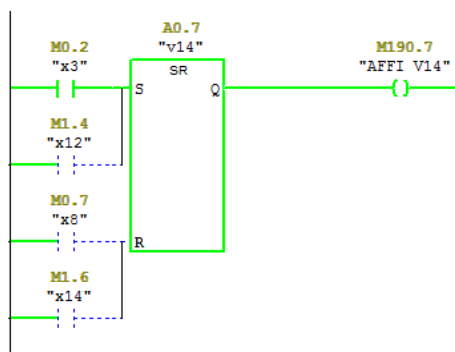 A0.7
M0.2 "v14" M190.7
"x3" SR "AFFI V14"
S Q
M1.4
"x12"
M0.7
"x8"
R
M1.6
"x14"